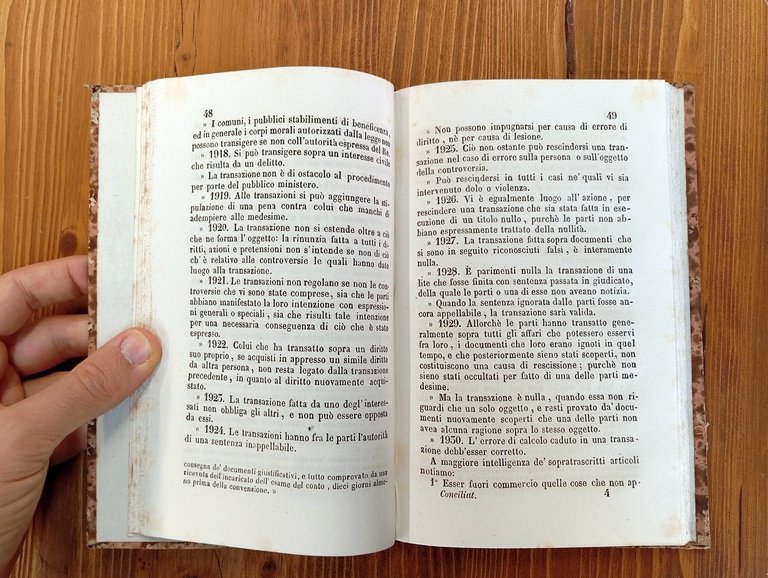 48
» I comuni, i pubblici stabilimenti di beneficenza,
ed in generale i corpi morali autorizzati dalla legge non
possono transigere se non coll'autorità espressa del Re.
» 1918. Si può transigere sopra un interesse civile
che risulta da un delitto.
» La transazione non è di ostacolo al procedimento
per parte del pubblico ministero.
» 1919. Alle transazioni si può aggiungere la sti-
pulazione di una pena contra colui che manchi di
adempiere alle medesime.
» 1920. La transazione non si estende oltre a ciò
che ne forma l'oggetto: la rinunzia fatta a tutti i di-
ritti, azioni e pretensioni non s'intende se non di ciò
ch'è relativo alle controversie le quali hanno dato
luogo alla transazione.
» 1921. Le transazioni non regolano se non le con-
troversie che vi sono state comprese, sia che le parti
abbiano manifestato la loro intenzione con espressio-
ni generali o speciali, sia che risulti tale intenzione
per una necessaria conseguenza di ciò che è stato
espresso.
» 1922. Colui che ha transatto sopra un diritto
suo proprio, se acquisti in appresso un simile diritto
da altra persona, non resta legato dalla transazione
precedente, in quanto al diritto nuovamente acqui-
stato.
» 1923. La transazione fatta da uno degl'interes-
sati non obbliga gli altri, e non può essere opposta
da essi.
» 1924. Le transazioni hanno fra le parti l'autorità
di una sentenza inappellabile.
consegna de' documenti giustificativi, e tutto comprovato da una
ricevuta dell'incaricato dell'esame del conto, dieci giorni alme-
no prima della convenzione. »
49
» Non possono impugnarsi per causa di errore di
diritto, nè per causa di lesione.
» 1925. Ciò non ostante può rescindersi una tran-
sazione nel caso di errore sulla persona o sull'oggetto
della controversia.
» Può rescindersi in tutti i casi ne' quali vi sia
intervenuto dolo o violenza.
» 1926. Vi è egualmente luogo all'azione, per
rescindere una transazione che sia stata fatta in ese-
cuzione di un titolo nullo, purchè le parti non ab-
biano espressamente trattato della nullità.
» 1927. La transazione fatta sopra documenti che
si sono in seguito riconosciuti falsi, è interamente
nulla.
» 1928. È parimenti nulla la transazione di una
lite che fosse finita con sentenza passata in giudicato,
della quale le parti o una di esse non aveano notizia.
» Quando la sentenza ignorata dalle parti fosse an-
cora appellabile, la transazione sarà valida.
» 1929. Allorchè le parti hanno transatto gene-
ralmente sopra tutti gli affari che potessero esservi
fra loro, i documenti che loro erano ignoti in quel
tempo, e che posteriormente sieno stati scoperti, non
costituiscono una causa di rescissione; purchè non
sieno stati occultati per fatto di una delle parti me-
desime.
» Ma la transazione è nulla, quando essa non ri-
guardi che un solo oggetto, e resti provato da' docu-
menti nuovamente scoperti che una delle parti non
avea alcuna ragione sopra lo stesso oggetto.
» 1930. L'errore di calcolo caduto in una transa-
zione debb'esser corretto.
A maggiore intelligenza de' sopratrascritti articoli
notiamo:
1° Esser fuori commercio quelle cose che non ap-
Conciliat. 4